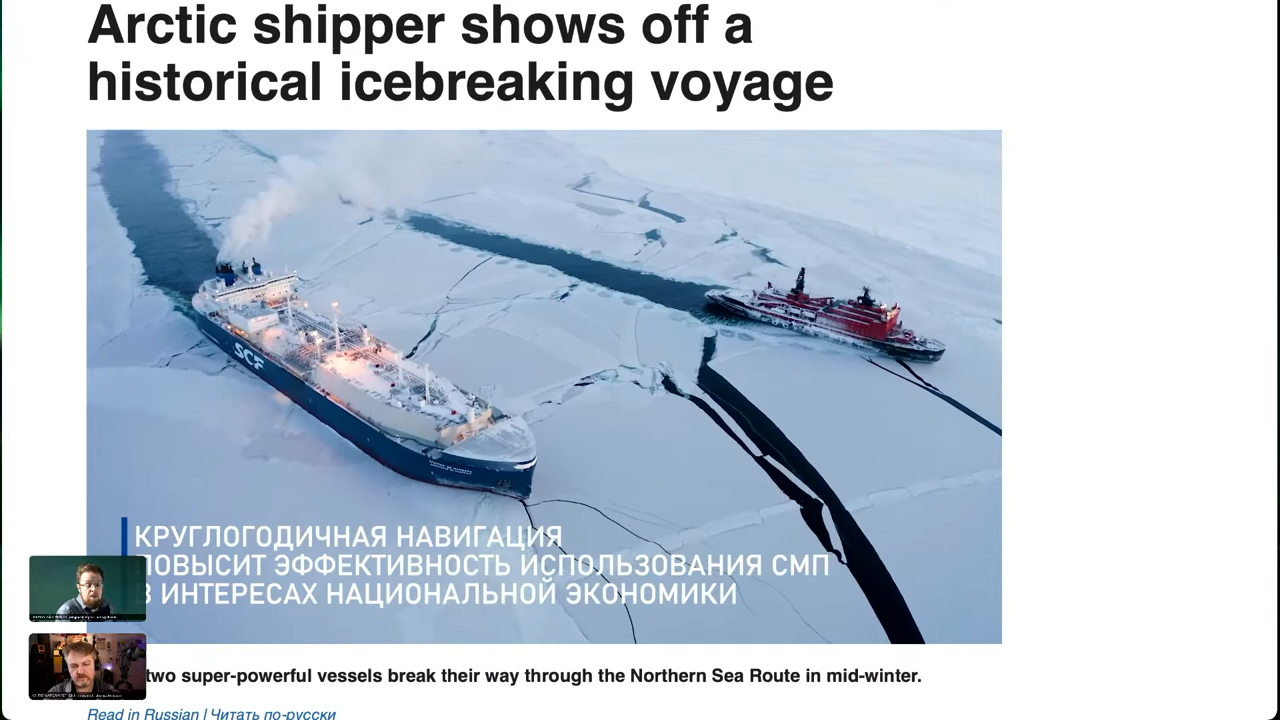 Arctic shipper shows off a
historical icebreaking voyage
SCF
КРУГЛОГОДИЧНАЯ НАВИГАЦИЯ
ПОВЫСИТ ЭФФЕКТИВНОСТЬ ИСПОЛЬЗОВАНИЯ СМП
В ИНТЕРЕСАХ НАЦИОНАЛЬНОЙ ЭКОНОМИКИ
two super-powerful vessels break their way through the Northern Sea Route in mid-winter.
Read in Russian | Читать по-русски